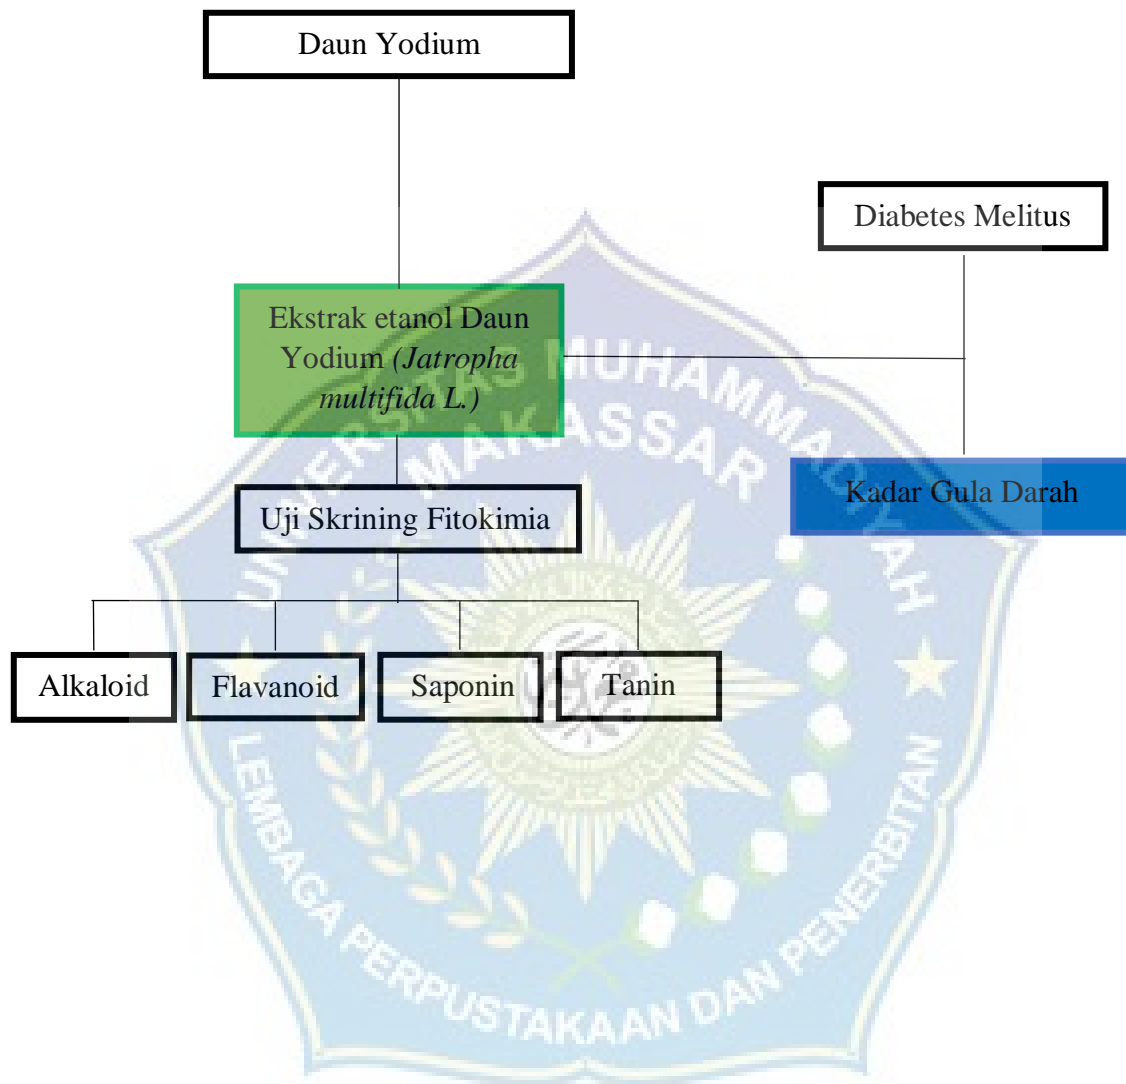 Daun Yodium
Diabetes Melitus
Ekstrak etanol Daun
Yodium (Jatropha
multifida L.)
Kadar Gula Darah
Uji Skrining Fitokimia
Alkaloid
Flavanoid
Saponin
Tanin
UNIVERSITAS MUHAMMADIYAH
MAKASSAR
LEMBAGA PERPUSTAKAAN DAN PENERBITAN